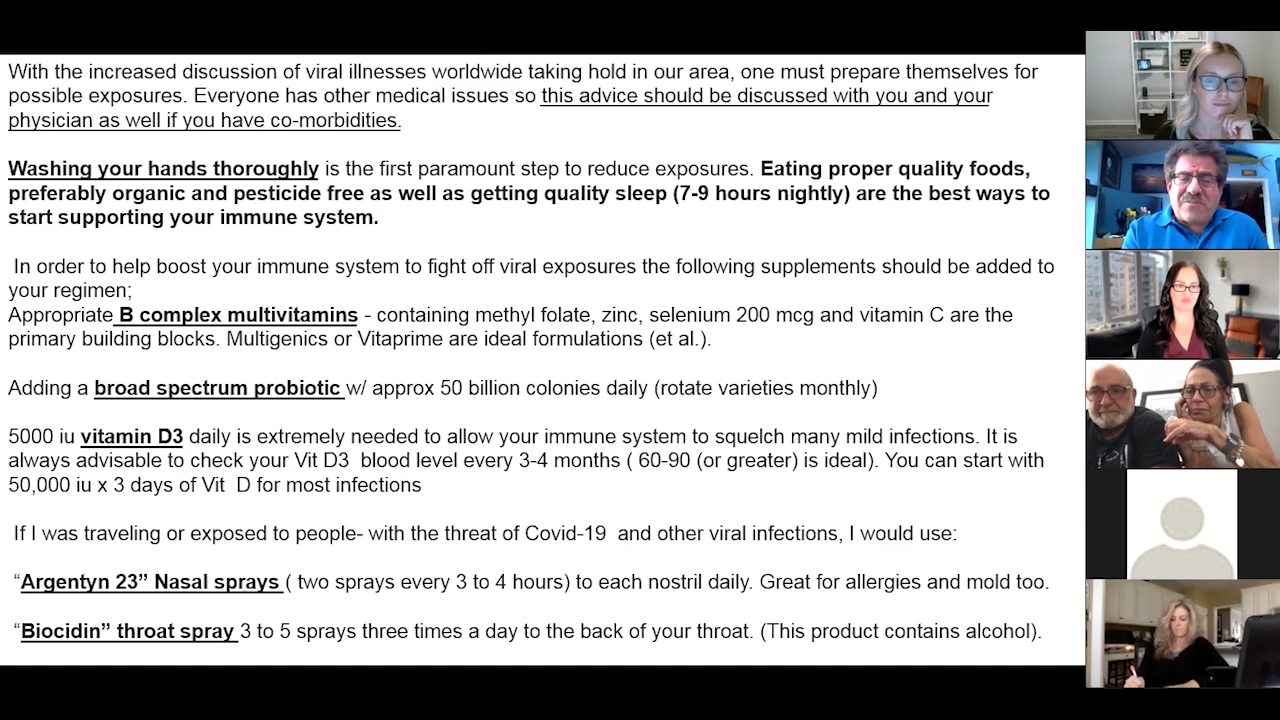 With the increased discussion of viral illnesses worldwide taking hold in our area, one must prepare themselves for
possible exposures. Everyone has other medical issues so this advice should be discussed with you and your
physician as well if you have co-morbidities.
Washing your hands thoroughly is the first paramount step to reduce exposures. Eating proper quality foods,
preferably organic and pesticide free as well as getting quality sleep (7-9 hours nightly) are the best ways to
start supporting your immune system.
In order to help boost your immune system to fight off viral exposures the following supplements should be added to
your regimen;
Appropriate B complex multivitamins - containing methyl folate, zinc, selenium 200 mcg and vitamin C are the
primary building blocks. Multigenics or Vitaprime are ideal formulations (et al.).
Adding a broad spectrum probiotic w/ approx 50 billion colonies daily (rotate varieties monthly)
5000 iu vitamin D3 daily is extremely needed to allow your immune system to squelch many mild infections. It is
always advisable to check your Vit D3 blood level every 3-4 months ( 60-90 (or greater) is ideal). You can start with
50,000 iu x 3 days of Vit D for most infections
If I was traveling or exposed to people- with the threat of Covid-19 and other viral infections, I would use:
“Argentyn 23” Nasal sprays ( two sprays every 3 to 4 hours) to each nostril daily. Great for allergies and mold too.
“Biocidin” throat spray 3 to 5 sprays three times a day to the back of your throat. (This product contains alcohol).